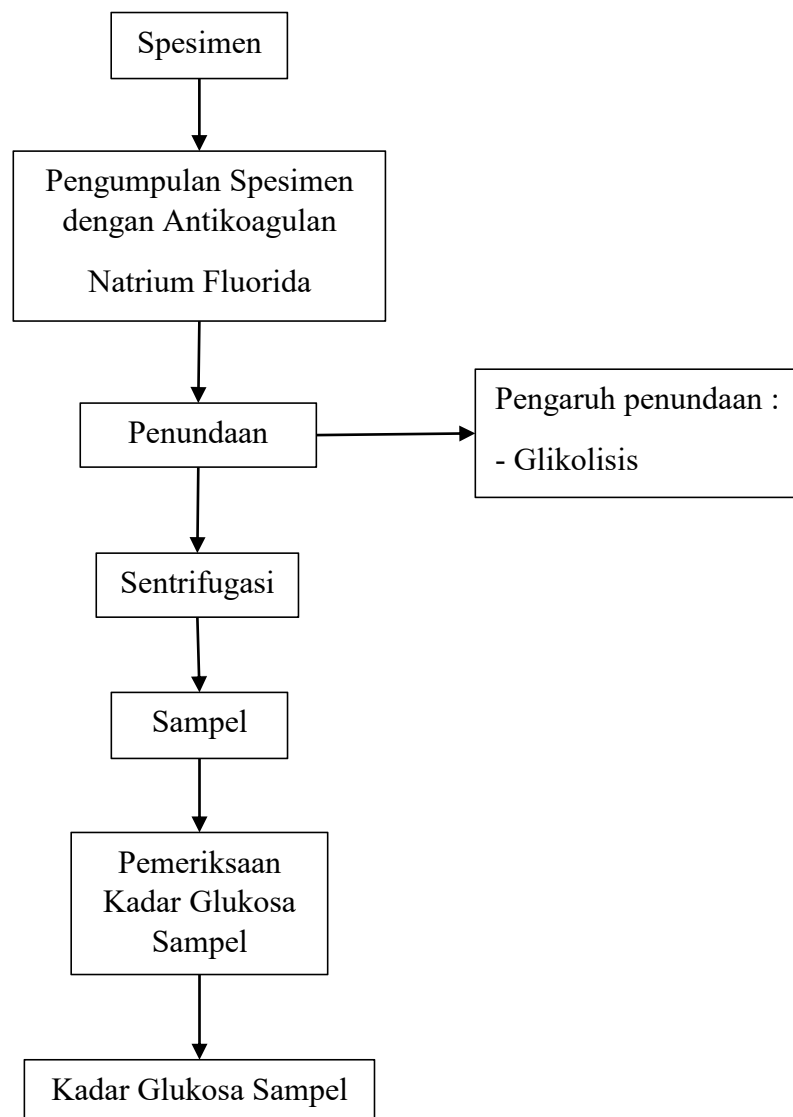 Spesimen
Pengumpulan Spesimen
dengan Antikoagulan
Natrium Fluorida
Penundaan
Pengaruh penundaan :
- Glikolisis
Sentrifugasi
Sampel
Pemeriksaan
Kadar Glukosa
Sampel
Kadar Glukosa Sampel